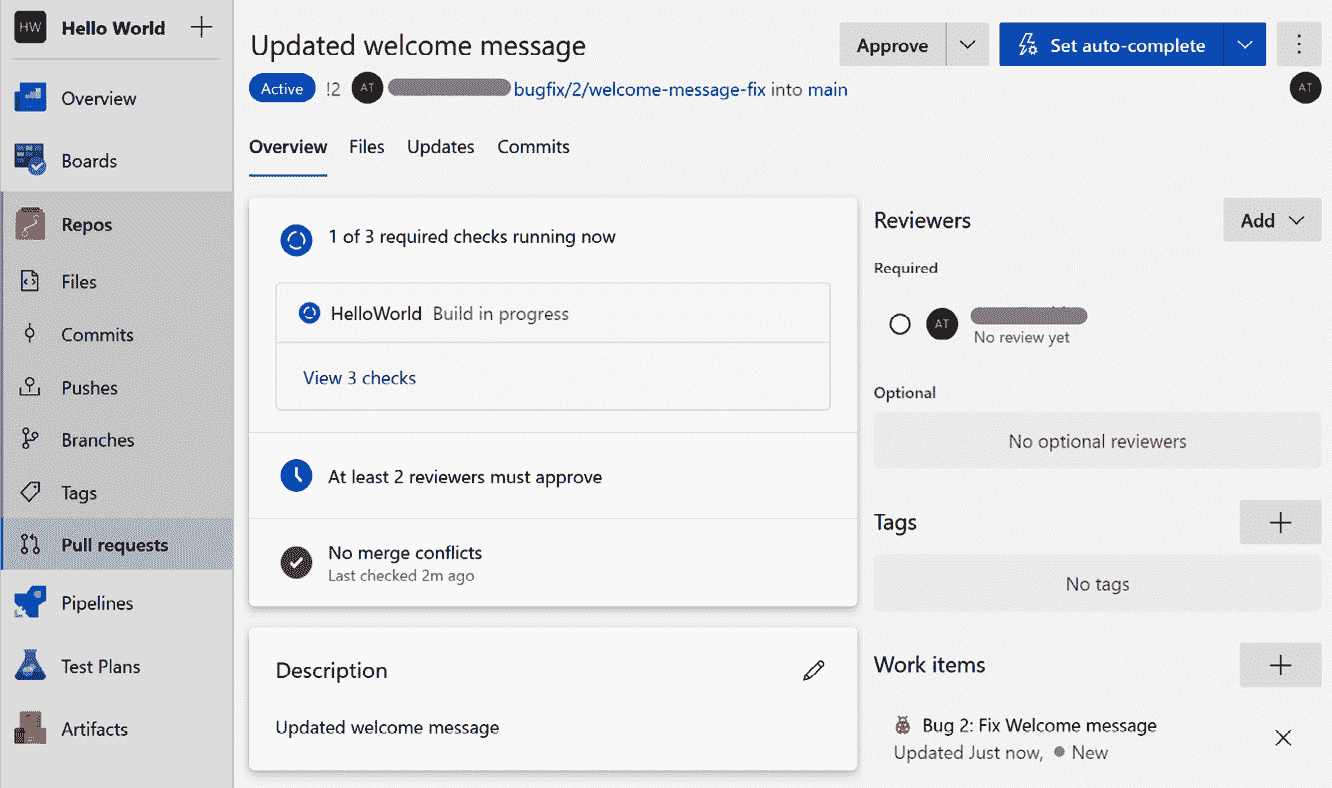 HW Hello World
Overview
Boards
Repos
Files
Commits
Pushes
Branches
Tags
Pull requests
Pipelines
Test Plans
Artifacts
Updated welcome message
Approve
Set auto-complete
Active !2 AT bugfix/2/welcome-message-fix into main
AT
Overview Files Updates Commits
1 of 3 required checks running now
HelloWorld Build in progress
View 3 checks
At least 2 reviewers must approve
No merge conflicts
Last checked 2m ago
Description
Updated welcome message
Reviewers
Add
Required
AT
No review yet
Optional
No optional reviewers
Tags
No tags
Work items
Bug 2: Fix Welcome message
Updated Just now, New